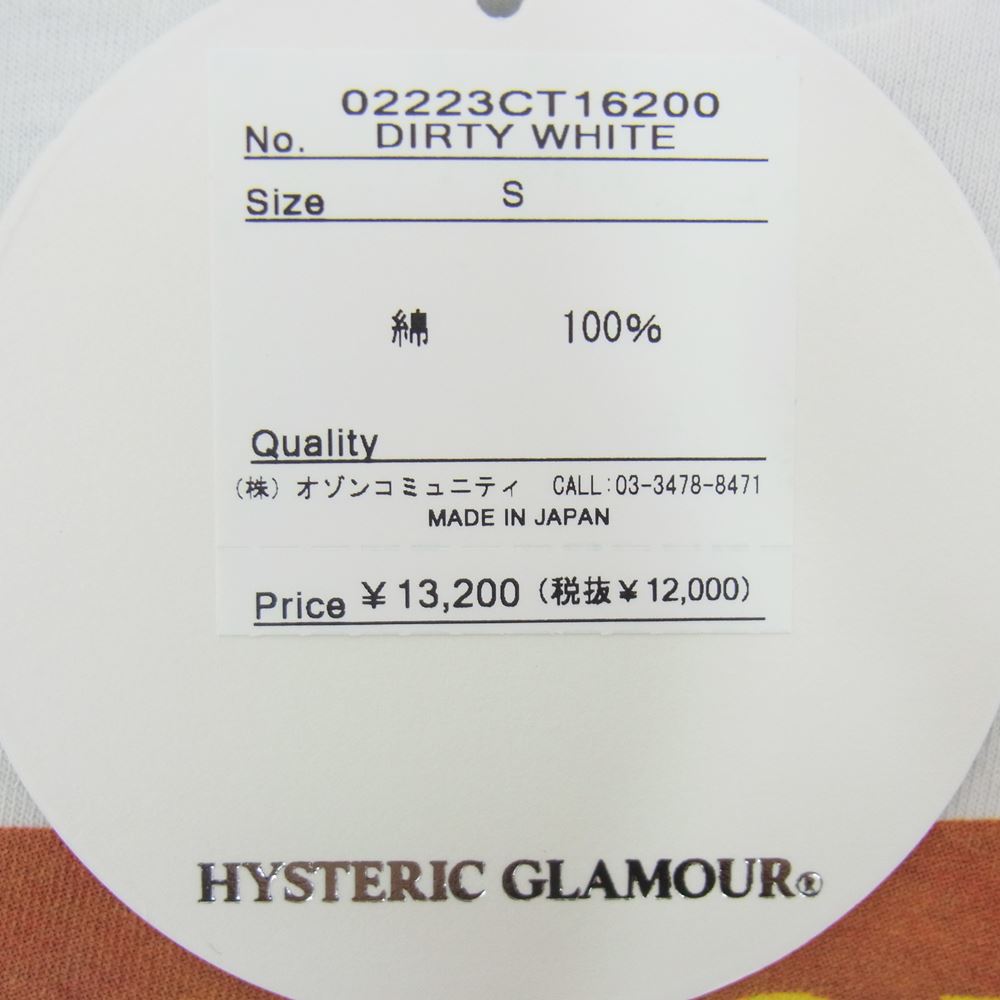 02223CT16200
No. DIRTY WHITE
Size S
綿 100%
Quality
(株) オゾンコミュニティ CALL:03-3478-8471
MADE IN JAPAN
Price ¥13,200 (税抜¥12,000)
HYSTERIC GLAMOUR®